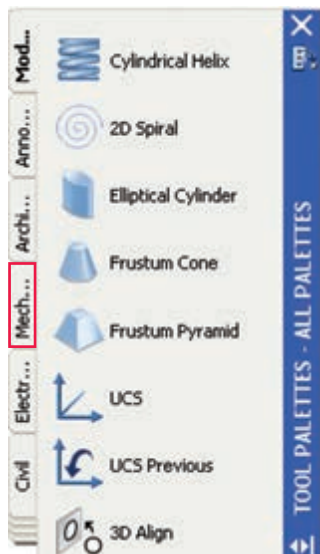 Mod...
Anno...
Archi...
Mech...
Electr...
Civil
Cylindrical Helix
2D Spiral
Elliptical Cylinder
Frustum Cone
Frustum Pyramid
UCS
UCS Previous
3D Align
TOOL PALETTES - ALL PALETTES